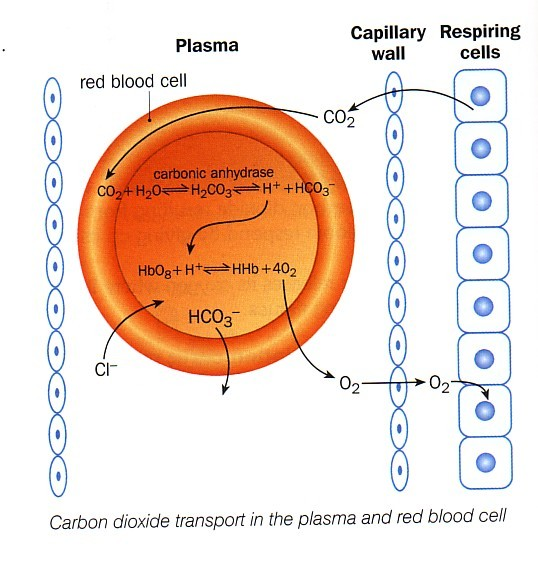 Plasma
Capillary wall
Respiring cells
red blood cell
CO₂
carbonic anhydrase
CO₂+H₂O⇌H₂CO₃⇌H⁺+HCO₃⁻
HbO₈+H⁺⇌HHb+4O₂
HCO₃⁻
Cl⁻
O₂
O₂
Carbon dioxide transport in the plasma and red blood cell